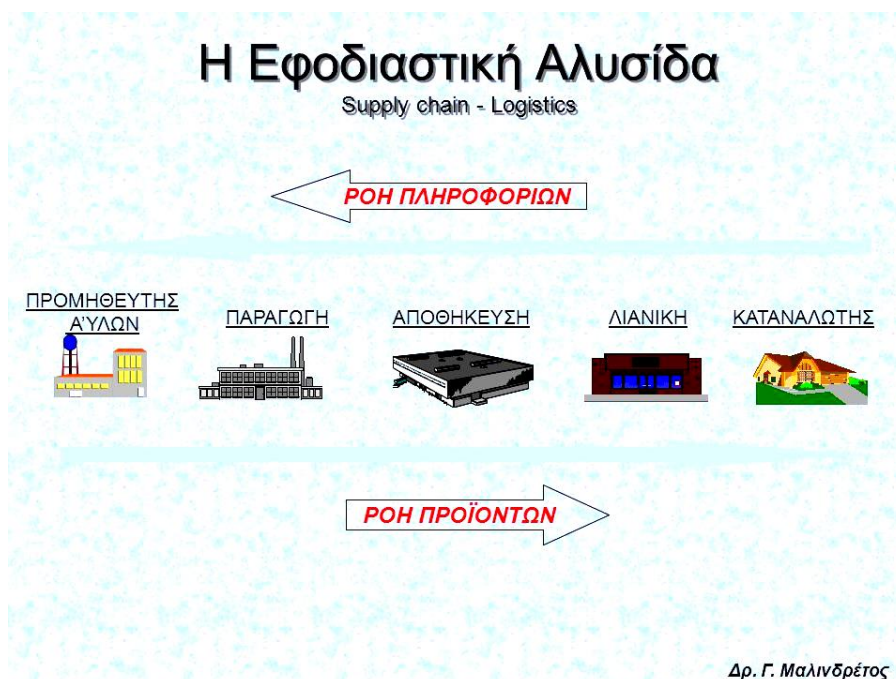 Η Εφοδιαστική Αλυσίδα
Supply chain - Logistics
ΡΟΗ ΠΛΗΡΟΦΟΡΙΩΝ
ΠΡΟΜΗΘΕΥΤΗΣ
Α'ΥΛΩΝ
ΠΑΡΑΓΩΓΗ
ΑΠΟΘΗΚΕΥΣΗ
ΛΙΑΝΙΚΗ
ΚΑΤΑΝΑΛΩΤΗΣ
ΡΟΗ ΠΡΟΪΟΝΤΩΝ
Δρ. Γ. Μαλινδρέτος